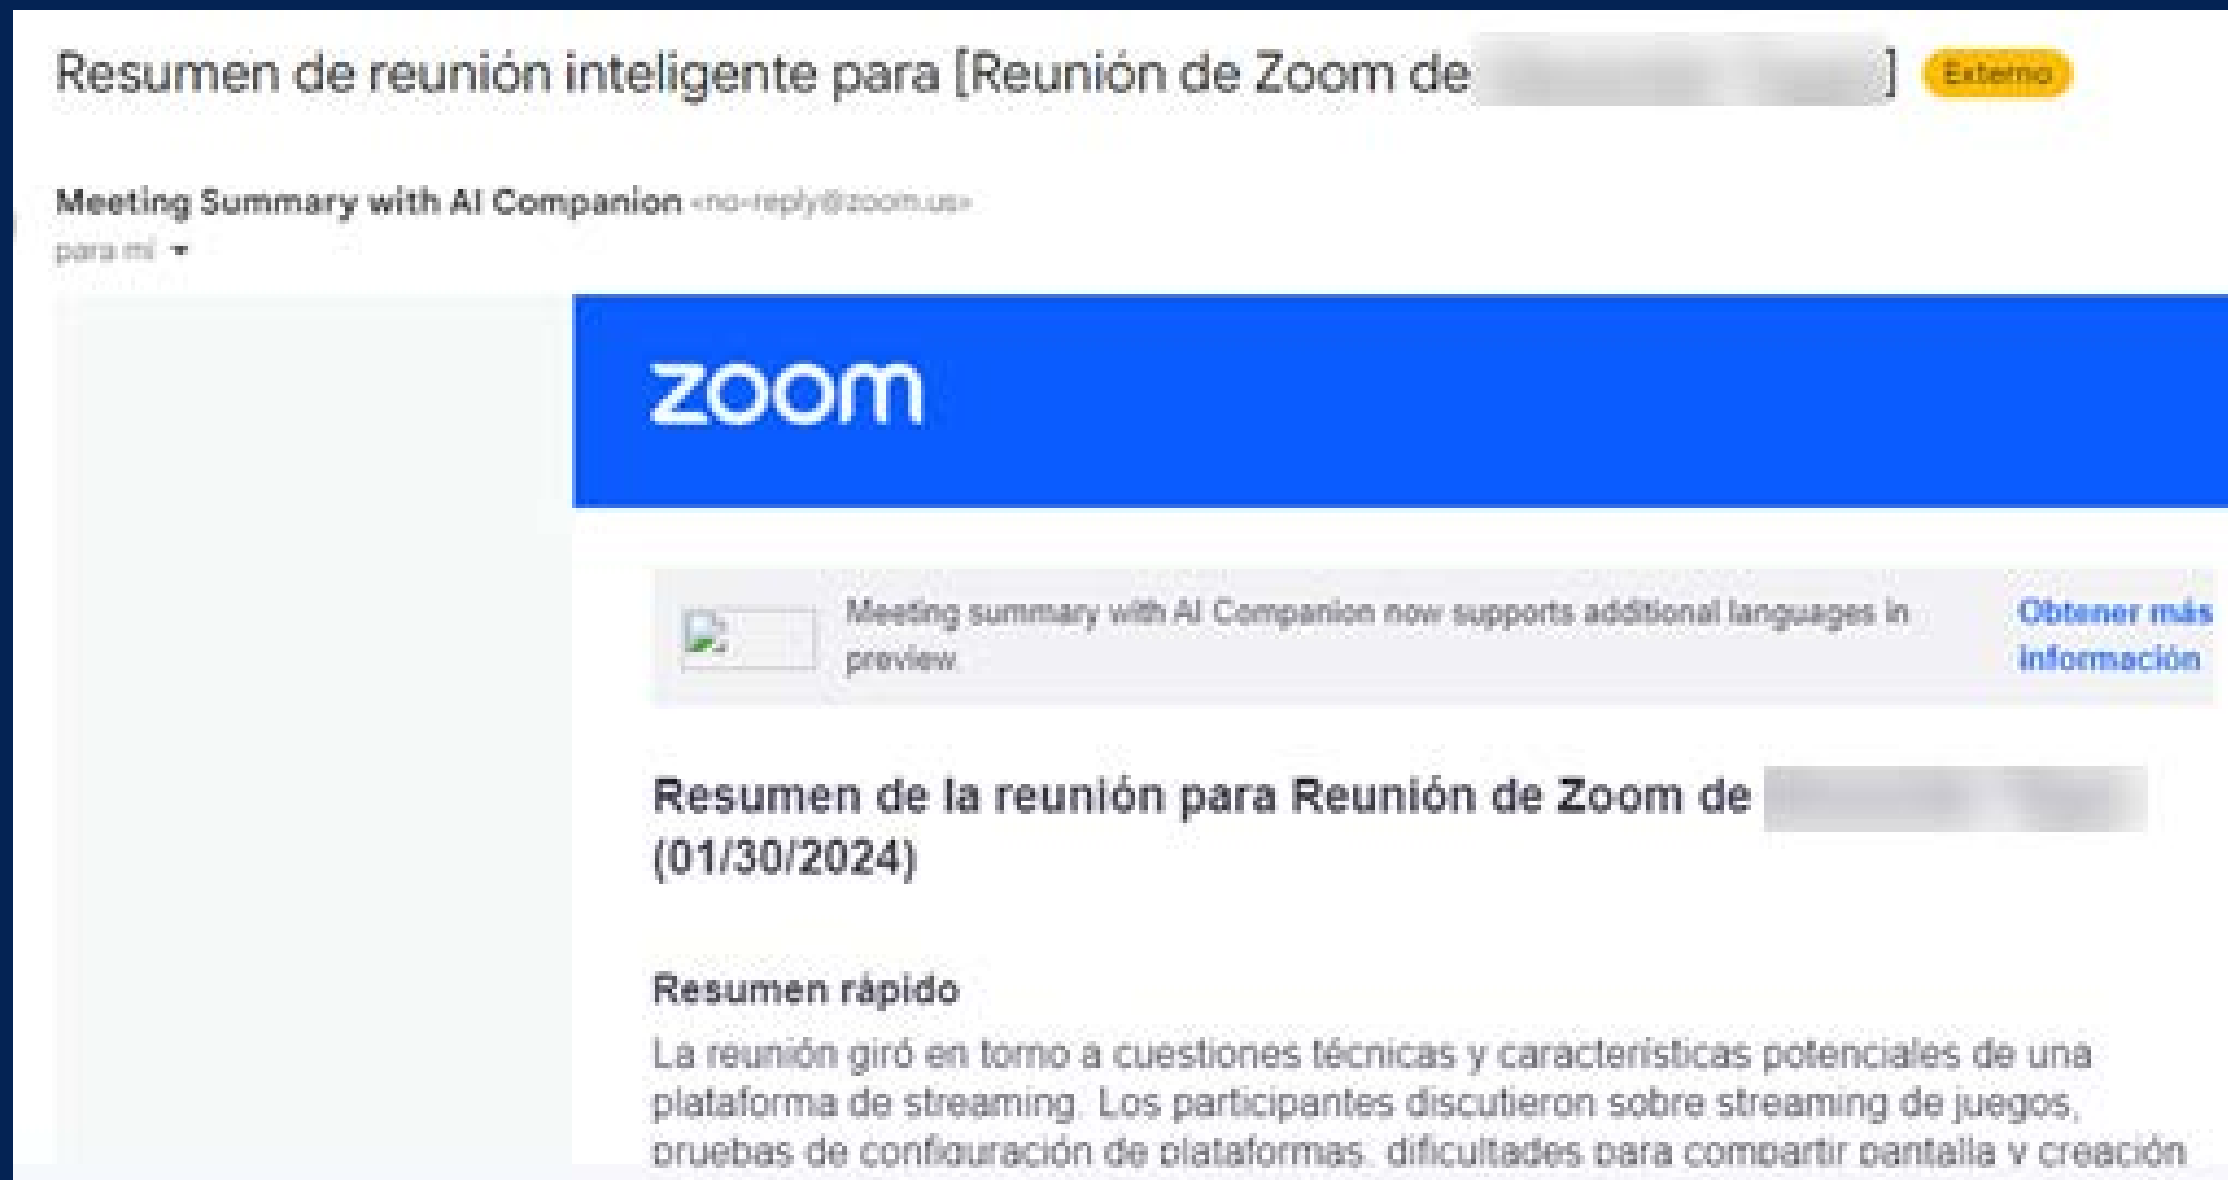 Resumen de reunión inteligente para [Reunión de Zoom de ] Externo
Meeting Summary with AI Companion <no-reply@zoom.us>
para mí
zoom
Meeting summary with AI Companion now supports additional languages in
preview.
Obtener más
información
Resumen de la reunión para Reunión de Zoom de
(01/30/2024)
Resumen rápido
La reunión giró en torno a cuestiones técnicas y características potenciales de una
plataforma de streaming. Los participantes discutieron sobre streaming de juegos,
pruebas de configuración de plataformas, dificultades para compartir pantalla y creación